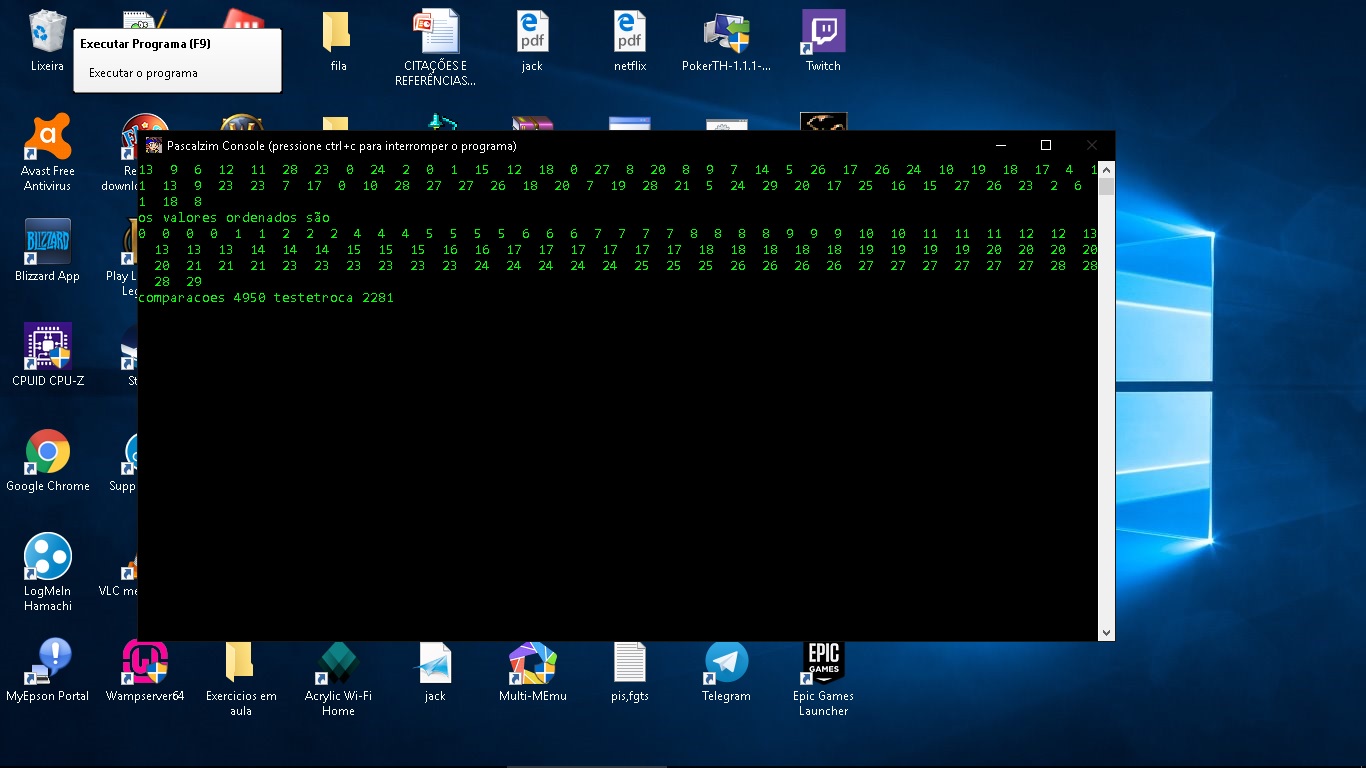 Executar Programa (F9)
Executar o programa
Lixeira
fila
CITAÇÕES E
REFERÊNCIAS...
jack
netflix
PokerTH-1.1.1-...
Twitch
Avast Free
Antivirus
Re
downlo
Pascalzim Console (pressione ctrl+c para interromper o programa)
13 9 6 12 11 28 23 0 24 2 0 1 15 12 18 0 27 8 20 8 9 7 14 5 26 17 26 24 10 19 18 17 4 1
1 13 9 23 23 7 17 0 10 28 27 27 26 18 20 7 19 28 21 5 24 29 20 17 25 16 15 27 26 23 2 6
1 18 8
os valores ordenados são
0 0 0 0 1 1 2 2 2 4 4 4 5 5 5 5 6 6 6 7 7 7 7 8 8 8 8 9 9 9 10 10 11 11 11 12 12 13
13 13 13 14 14 14 15 15 15 16 16 17 17 17 17 17 17 18 18 18 18 18 19 19 19 19 20 20 20 20
20 21 21 21 23 23 23 23 23 23 24 24 24 24 24 25 25 25 26 26 26 26 27 27 27 27 27 27 28 28
28 29
comparacoes 4950 testetroca 2281
BLIZZARD
Blizzard App
Play L
Leg
CPUID CPU-Z
St
Google Chrome
Supp
LogMeIn
Hamachi
VLC me
MyEpson Portal
Wampserver64
Exercicios em
aula
Acrylic Wi-Fi
Home
jack
Multi-MEmu
pis,fgts
Telegram
EPIC
GAMES
Epic Games
Launcher